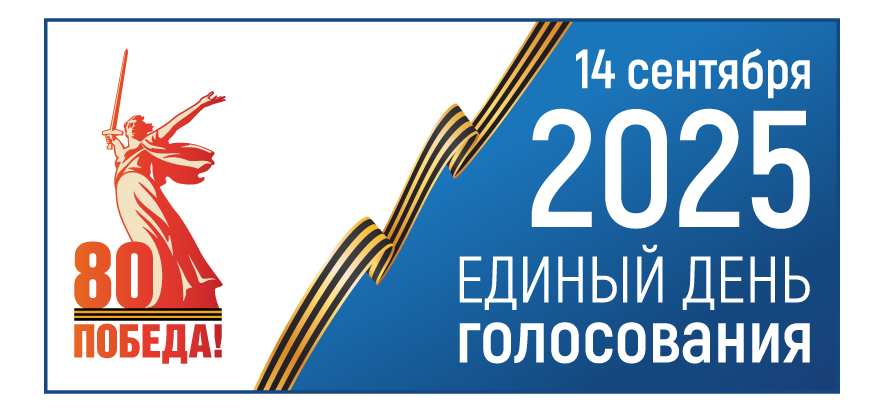 80
ПОБЕДА!
14 сентября
2025
ЕДИНЫЙ ДЕНЬ
голосования